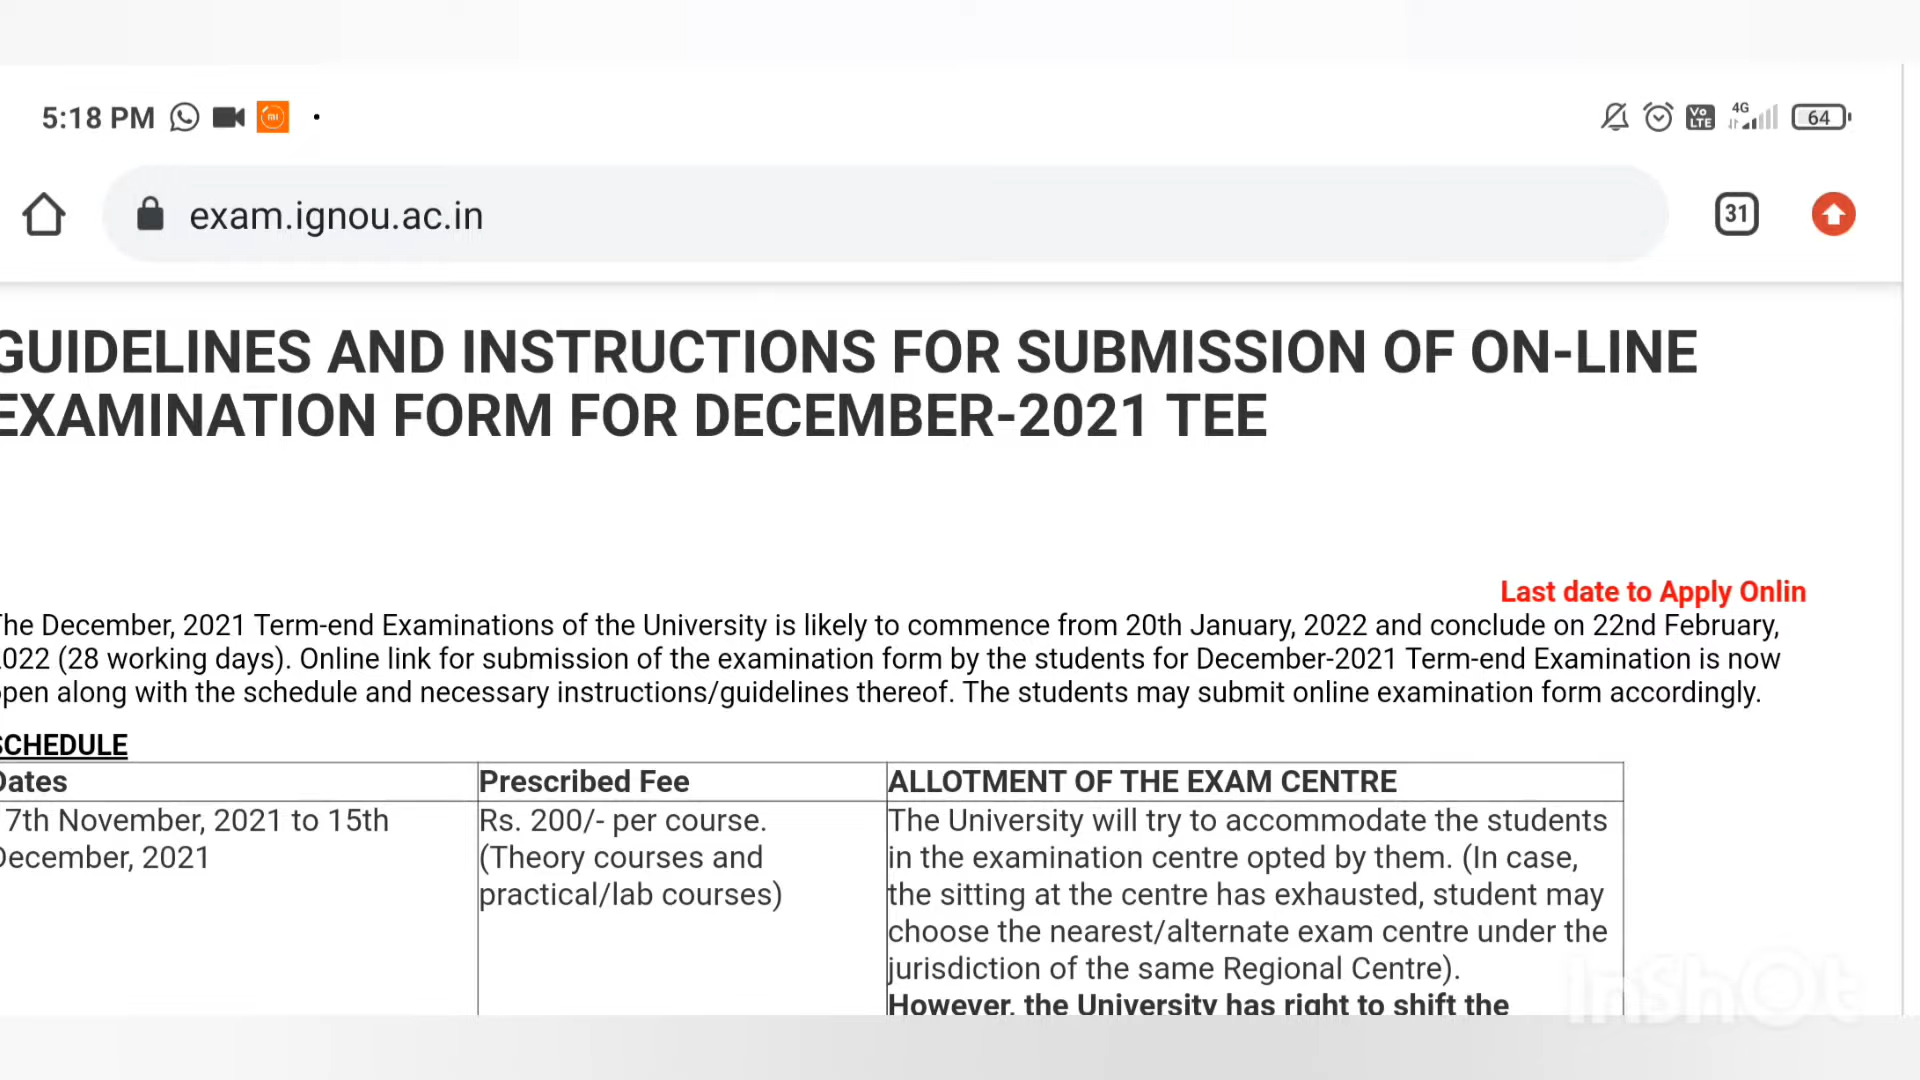 5:18 PM
Vo LTE 4G 64
exam.ignou.ac.in
31
GUIDELINES AND INSTRUCTIONS FOR SUBMISSION OF ON-LINE
EXAMINATION FORM FOR DECEMBER-2021 TEE
Last date to Apply Onlin
he December, 2021 Term-end Examinations of the University is likely to commence from 20th January, 2022 and conclude on 22nd February,
022 (28 working days). Online link for submission of the examination form by the students for December-2021 Term-end Examination is now
pen along with the schedule and necessary instructions/guidelines thereof. The students may submit online examination form accordingly.
SCHEDULE
Dates
Prescribed Fee
ALLOTMENT OF THE EXAM CENTRE
7th November, 2021 to 15th
December, 2021
Rs. 200/- per course.
(Theory courses and
practical/lab courses)
The University will try to accommodate the students
in the examination centre opted by them. (In case,
the sitting at the centre has exhausted, student may
choose the nearest/alternate exam centre under the
jurisdiction of the same Regional Centre).
However, the University has right to shift the
InShOt